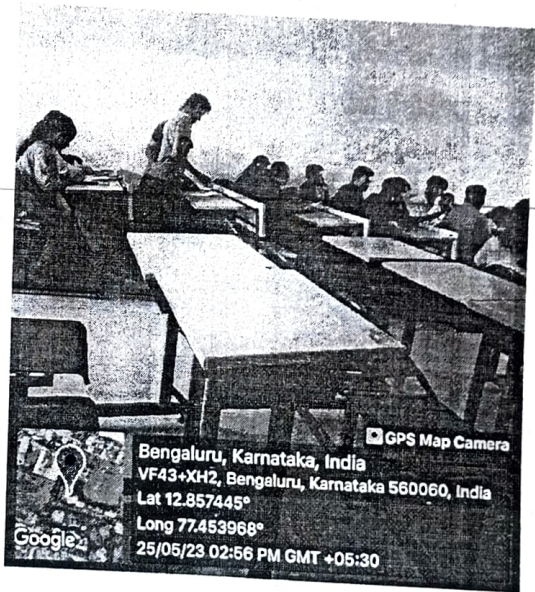 GPS Map Camera
Bengaluru, Karnataka, India
VF43+XH2, Bengaluru, Karnataka 560060, India
Lat 12.857445°
Long 77.453968°
25/05/23 02:56 PM GMT +05:30
Google